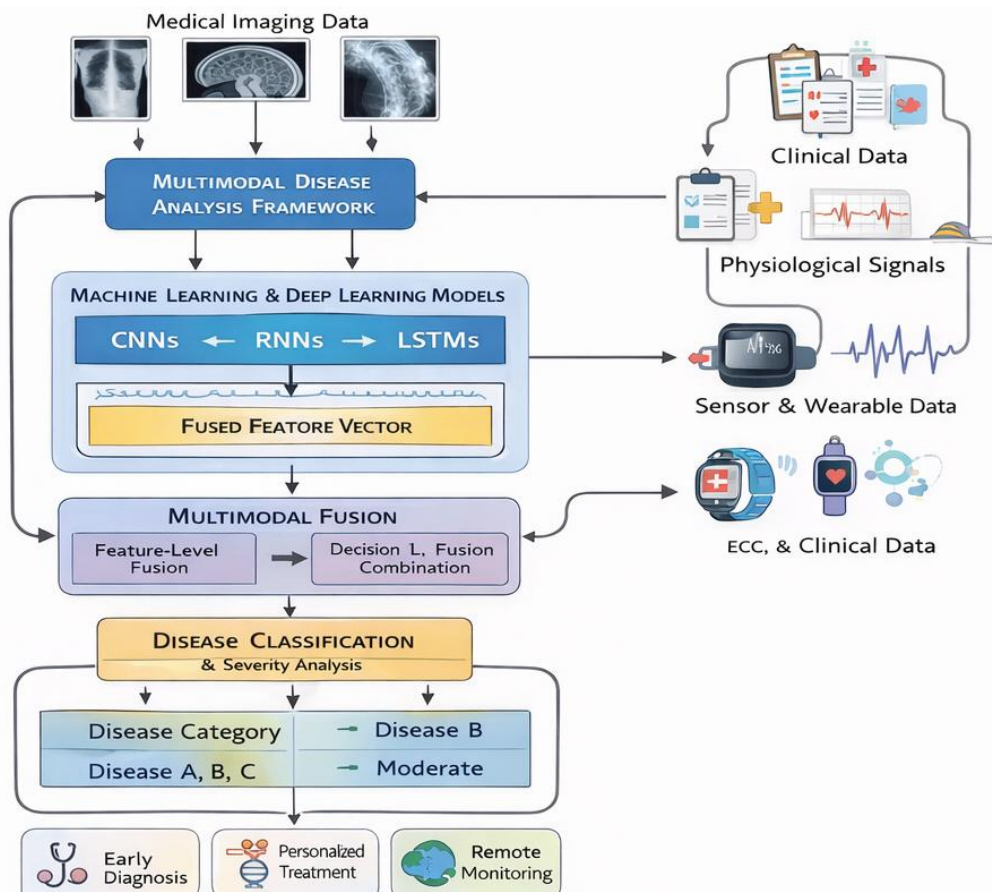 Medical Imaging Data
MULTIMODAL DISEASE
ANALYSIS FRAMEWORK
MACHINE LEARNING & DEEP LEARNING MODELS
CNNs ← RNNs → LSTMs
FUSED FEATURE VECTOR
MULTIMODAL FUSION
Feature-Level
Fusion
Decision L, Fusion
Combination
DISEASE CLASSIFICATION
& Severity Analysis
Disease Category
Disease B
Disease A, B, C
Moderate
Early
Diagnosis
Personalized
Treatment
Remote
Monitoring
Clinical Data
Physiological Signals
Sensor & Wearable Data
ECC, & Clinical Data